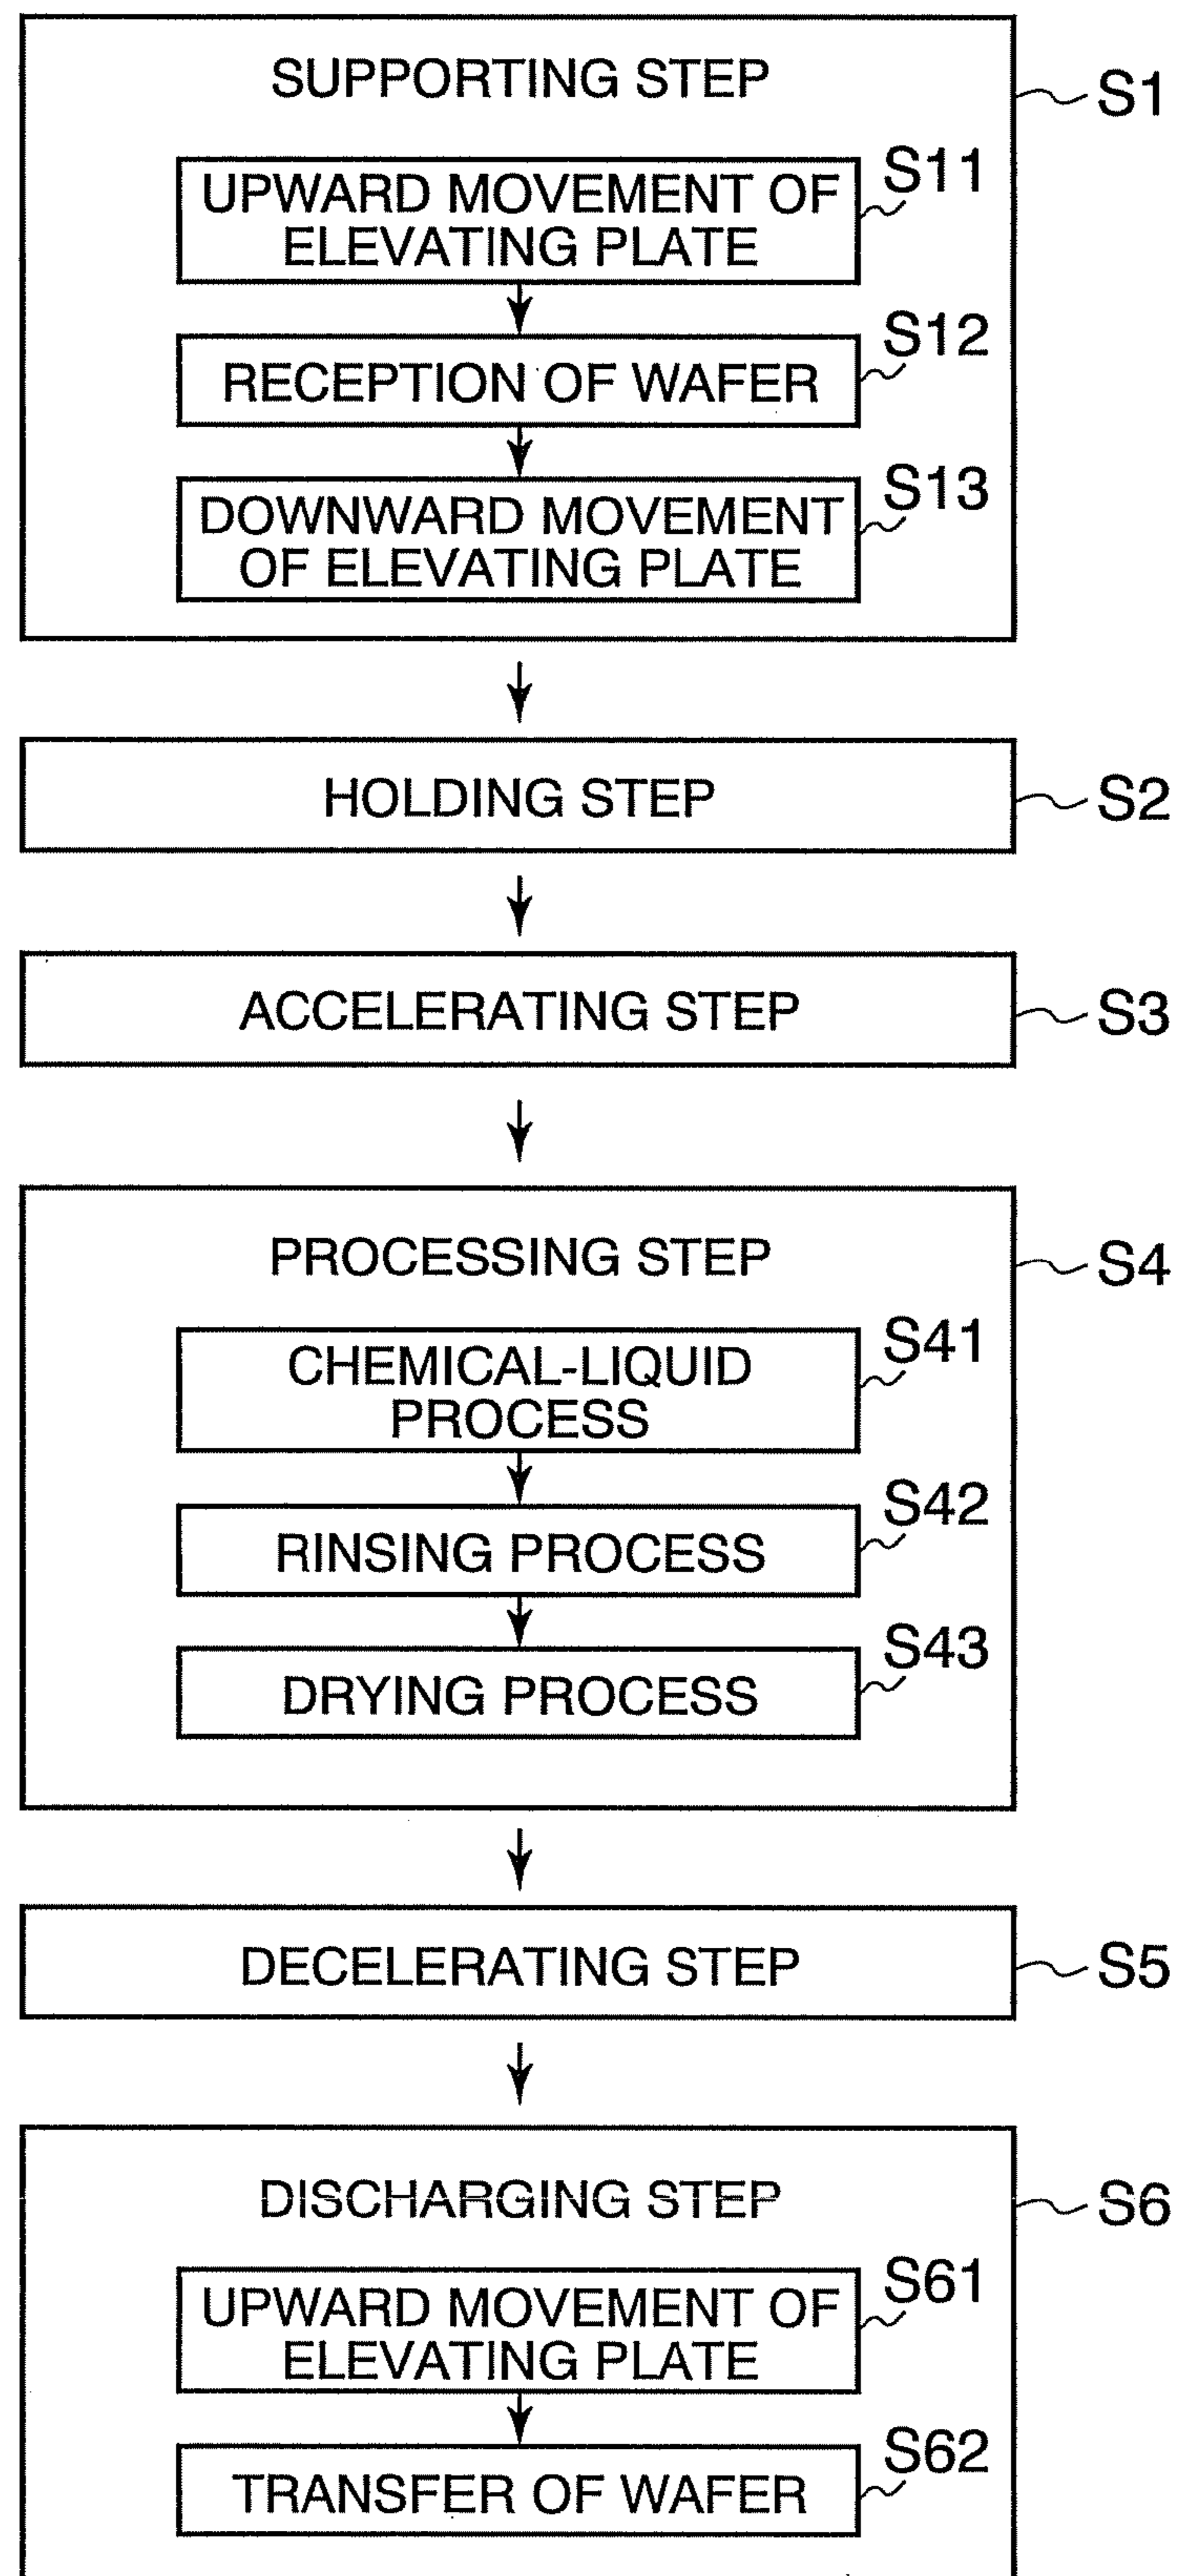 SUPPORTING STEP
S1
S11
UPWARD MOVEMENT OF
ELEVATING PLATE
S12
RECEPTION OF WAFER
S13
DOWNWARD MOVEMENT
OF ELEVATING PLATE
HOLDING STEP
S2
ACCELERATING STEP
S3
PROCESSING STEP
S4
S41
CHEMICAL-LIQUID
PROCESS
S42
RINSING PROCESS
S43
DRYING PROCESS
DECELERATING STEP
S5
DISCHARGING STEP
S6
S61
UPWARD MOVEMENT OF
ELEVATING PLATE
S62
TRANSFER OF WAFER